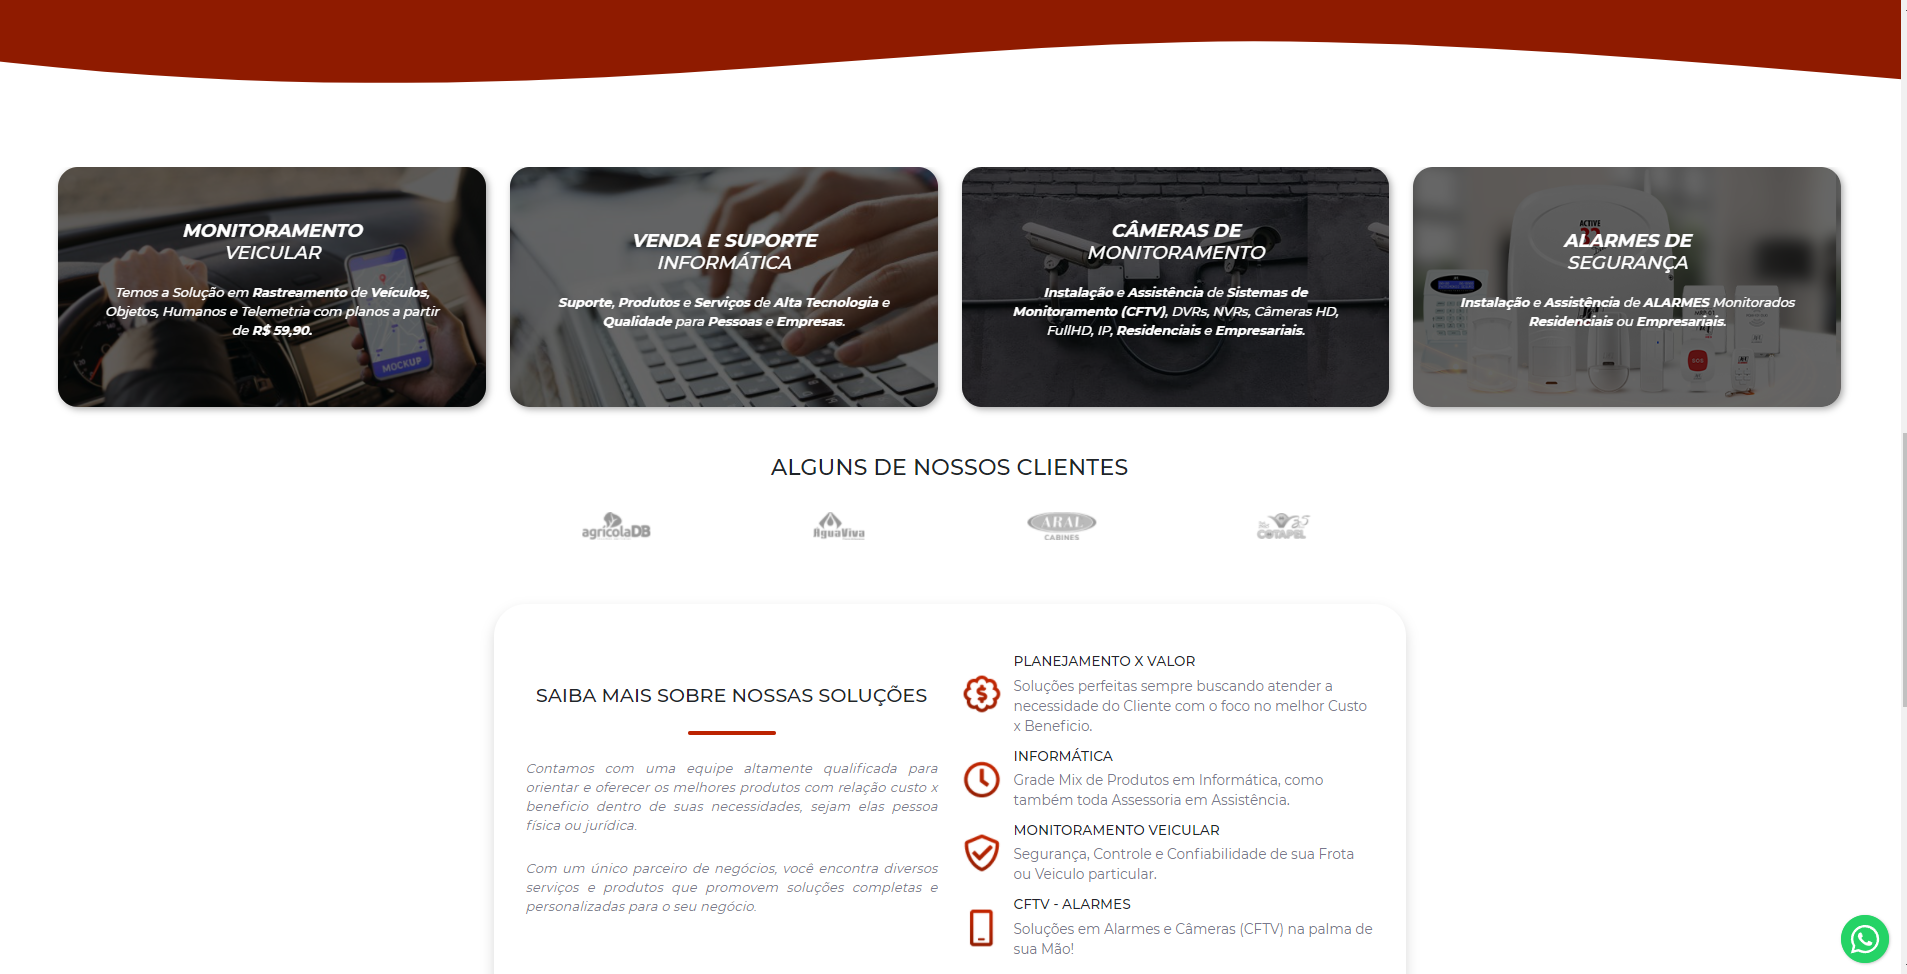 MONITORAMENTO
VEICULAR
Temos a Solução em Rastreamento de Veículos,
Objetos, Humanos e Telemetria com planos a partir
de R$ 59,90.
MOCKUP
VENDA E SUPORTE
INFORMÁTICA
Suporte, Produtos e Serviços de Alta Tecnologia e
Qualidade para Pessoas e Empresas.
CÂMERAS DE
MONITORAMENTO
Instalação e Assistência de Sistemas de
Monitoramento (CFTV), DVRs, NVRs, Câmeras HD,
FullHD, IP, Residenciais e Empresariais.
ACTIVE
ALARMES DE
SEGURANÇA
Instalação e Assistência de ALARMES Monitorados
Residenciais ou Empresariais.
SOS
ALGUNS DE NOSSOS CLIENTES
agrícolaDB
AguaViva
ARAL
CABINES
COTAPEL
SAIBA MAIS SOBRE NOSSAS SOLUÇÕES
Contamos com uma equipe altamente qualificada para
orientar e oferecer os melhores produtos com relação custo x
beneficio dentro de suas necessidades, sejam elas pessoa
física ou jurídica.
Com um único parceiro de negócios, você encontra diversos
serviços e produtos que promovem soluções completas e
personalizadas para o seu negócio.
PLANEJAMENTO X VALOR
Soluções perfeitas sempre buscando atender a
necessidade do Cliente com o foco no melhor Custo
x Beneficio.
INFORMÁTICA
Grade Mix de Produtos em Informática, como
também toda Assessoria em Assistência.
MONITORAMENTO VEICULAR
Segurança, Controle e Confiabilidade de sua Frota
ou Veiculo particular.
CFTV - ALARMES
Soluções em Alarmes e Câmeras (CFTV) na palma de
sua Mão!